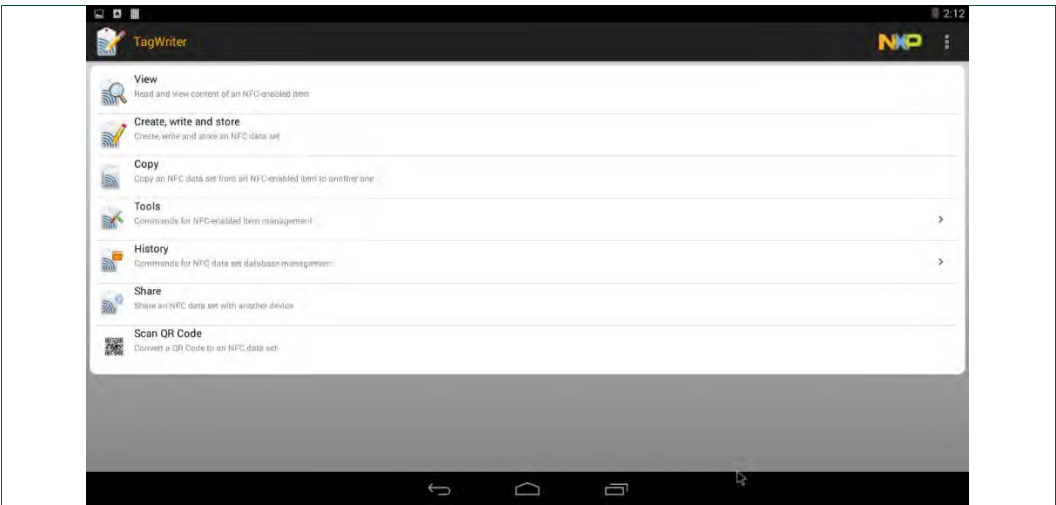 2:12
TagWriter
NXP
View
Read and view content of an NFC-enabled item
Create, write and store
Create, write and store an NFC data set
Copy
Copy an NFC data set from an NFC-enabled item to another one
Tools
Commands for NFC-enabled item management
History
Commands for NFC data set database management
Share
Share an NFC data set with another device
Scan QR Code
Convert a QR Code to an NFC data set